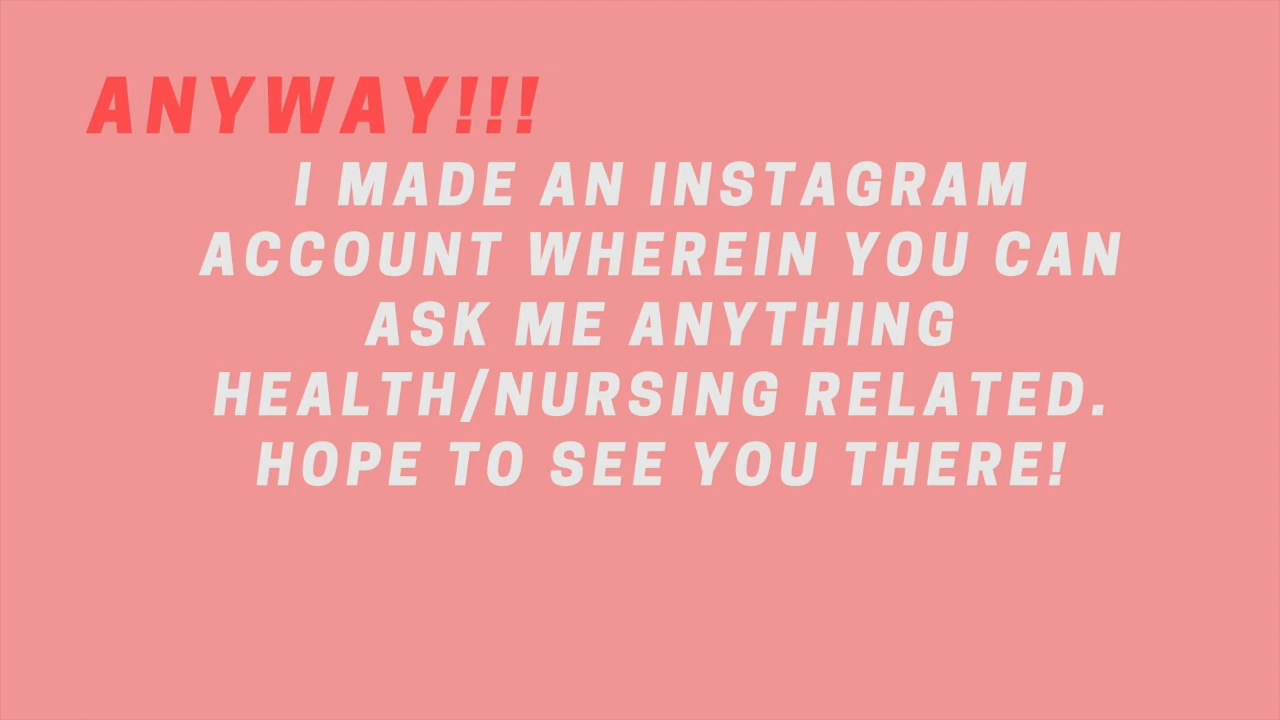 ANYWAY!!!
I MADE AN INSTAGRAM
ACCOUNT WHEREIN YOU CAN
ASK ME ANYTHING
HEALTH/NURSING RELATED.
HOPE TO SEE YOU THERE!